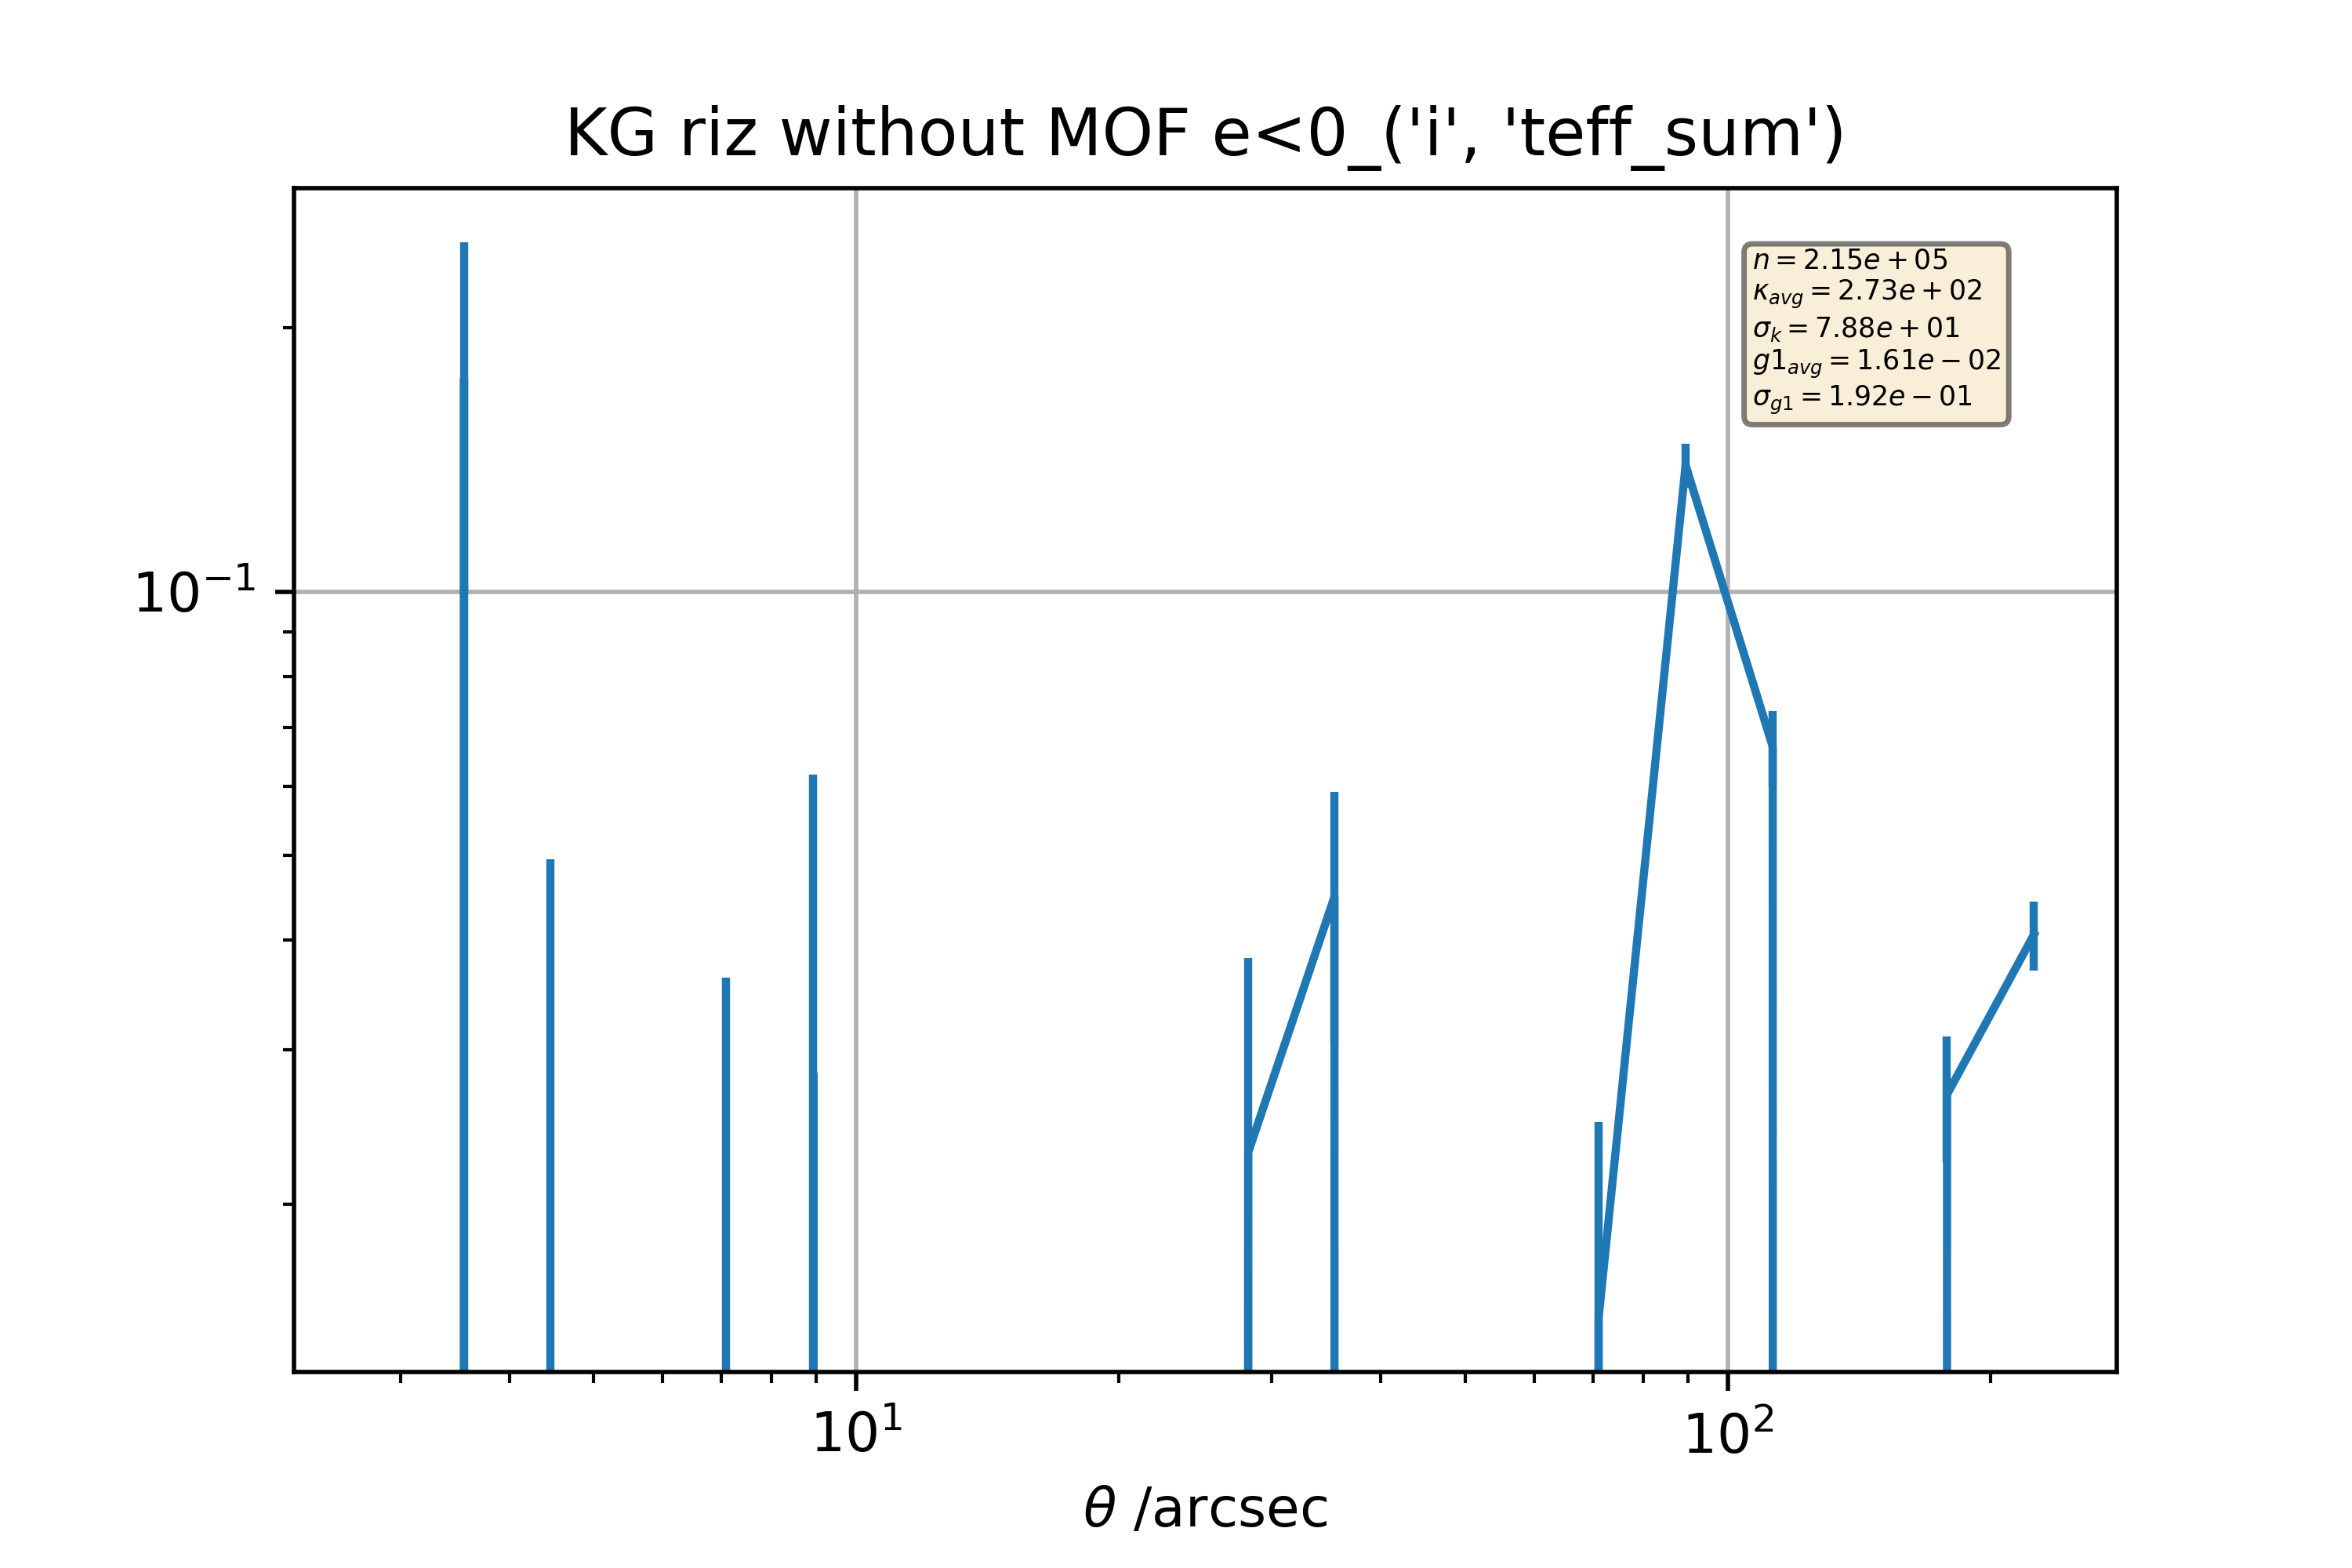 KG riz without MOF e<0_('i', 'teff_sum')
n = 2.15e + 05
κavg = 2.73e + 02
σk = 7.88e + 01
g1avg = 1.61e − 02
σg1 = 1.92e − 01
10−1
101
102
θ /arcsec